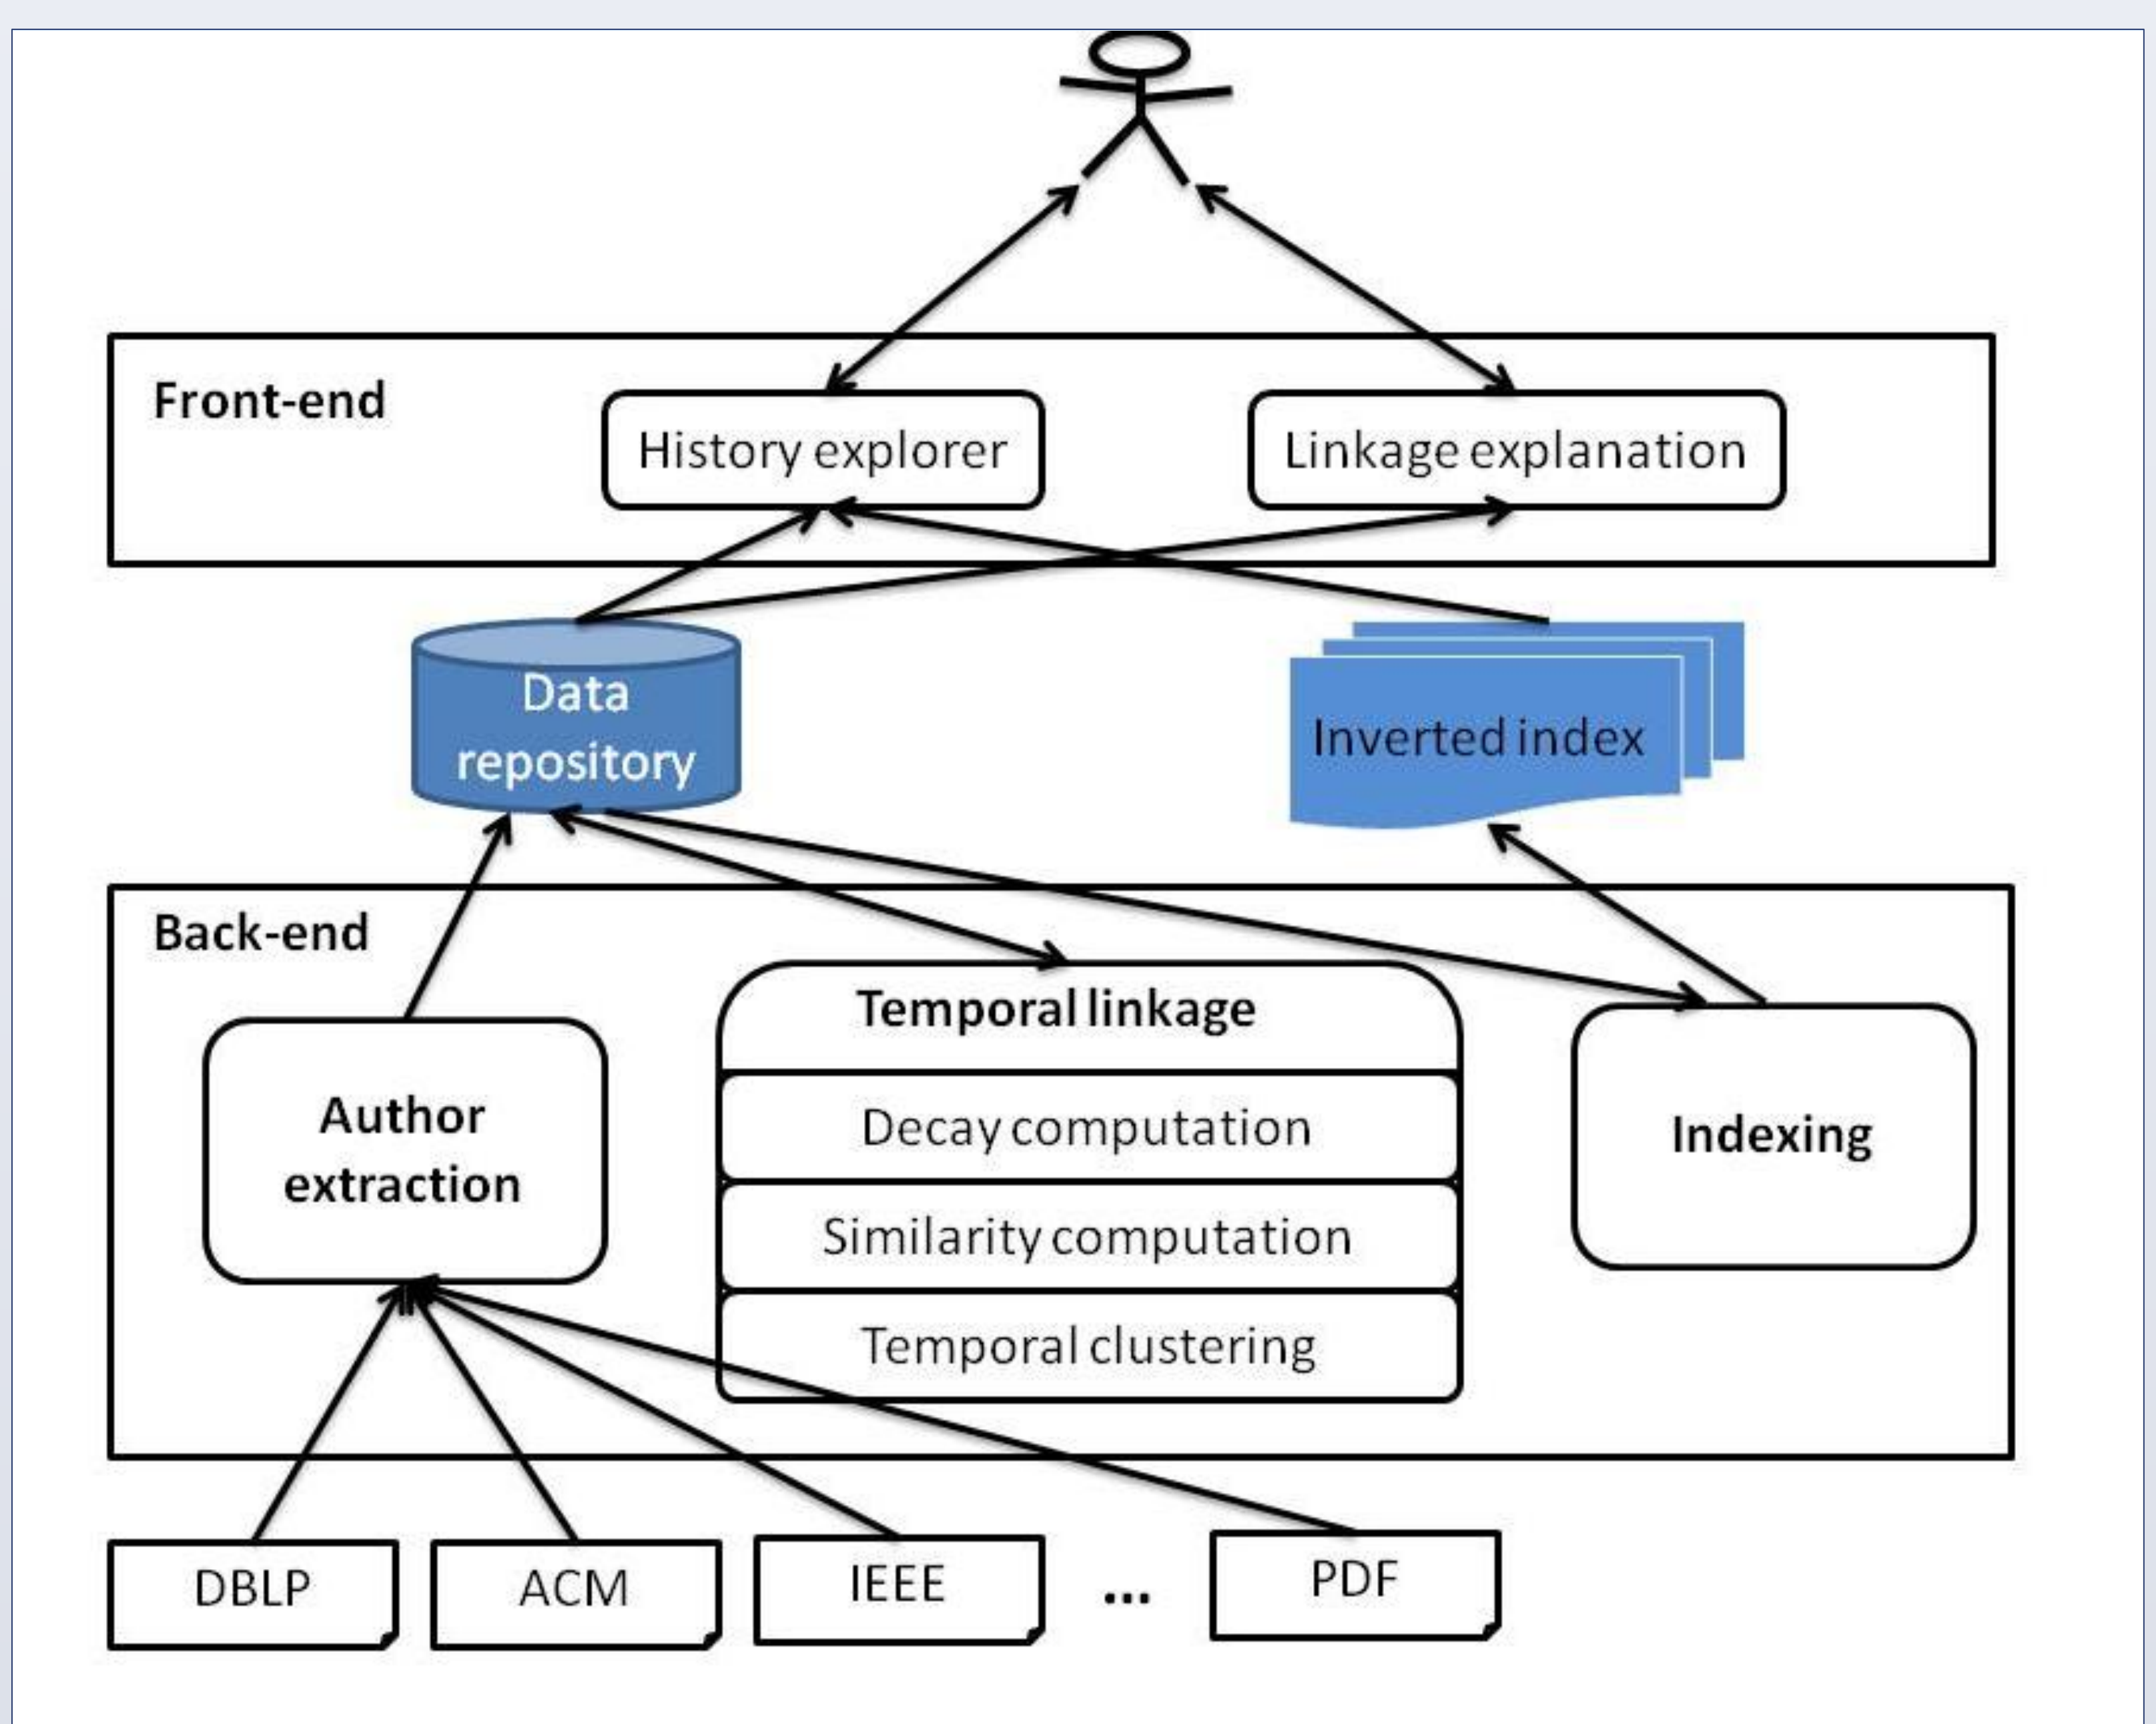 Front-end
History explorer
Linkage explanation
Data
repository
Inverted index
Back-end
Temporal linkage
Author
extraction
Decay computation
Similarity computation
Temporal clustering
Indexing
DBLP
ACM
IEEE
...
PDF